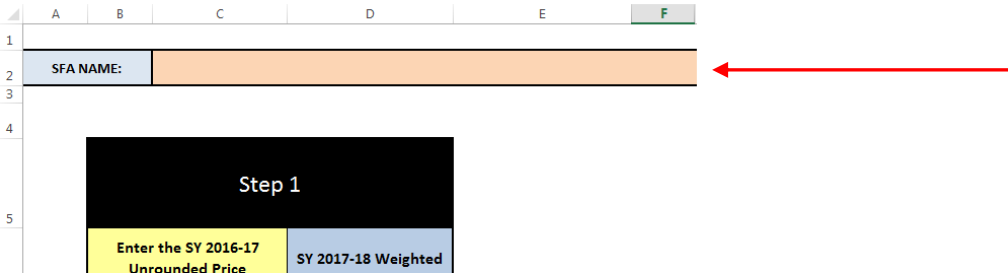 A B C D E F
1
2 SFA NAME:
3
4
5 Step 1
Enter the SY 2016-17
Unrounded Price
SY 2017-18 Weighted